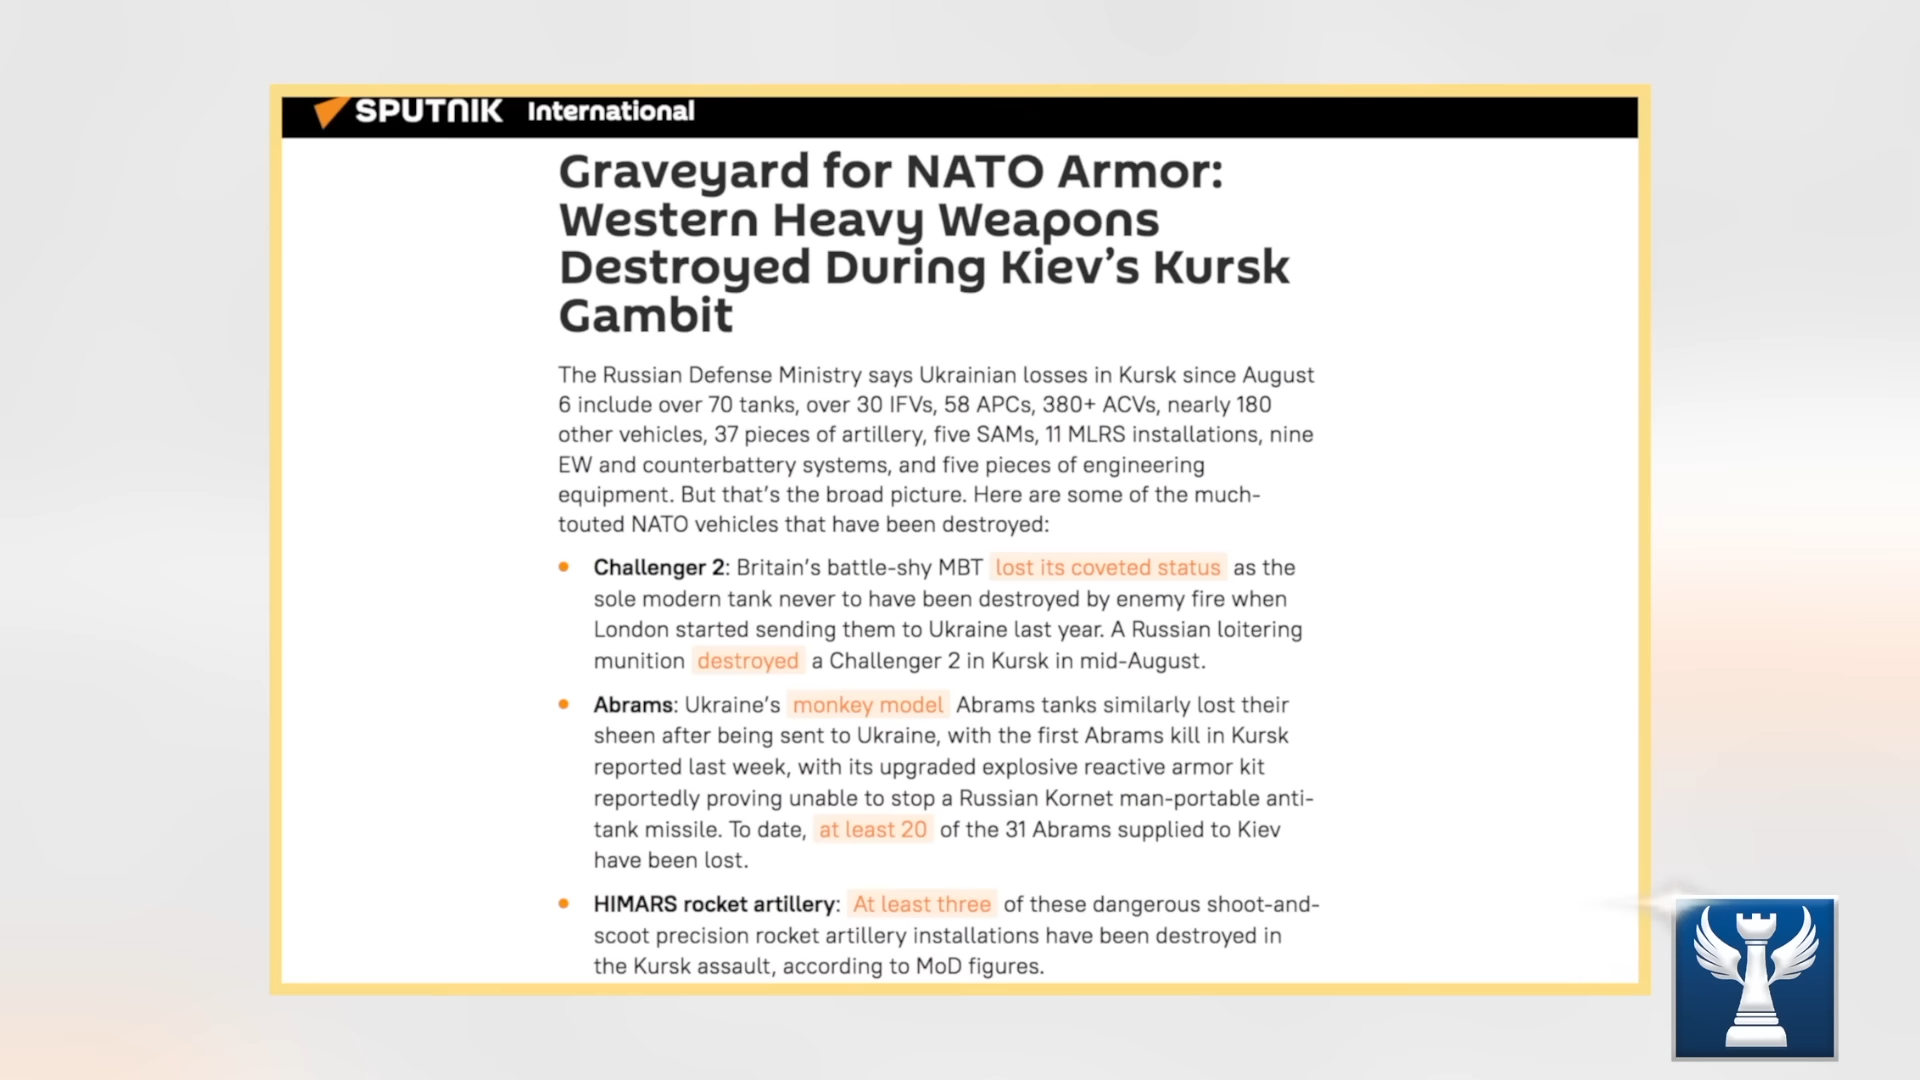 SPUTNIK International
Graveyard for NATO Armor:
Western Heavy Weapons
Destroyed During Kiev’s Kursk
Gambit
The Russian Defense Ministry says Ukrainian losses in Kursk since August
6 include over 70 tanks, over 30 IFVs, 58 APCs, 380+ ACVs, nearly 180
other vehicles, 37 pieces of artillery, five SAMs, 11 MLRS installations, nine
EW and counterbattery systems, and five pieces of engineering
equipment. But that’s the broad picture. Here are some of the much-
touted NATO vehicles that have been destroyed:
Challenger 2: Britain’s battle-shy MBT lost its coveted status as the
sole modern tank never to have been destroyed by enemy fire when
London started sending them to Ukraine last year. A Russian loitering
munition destroyed a Challenger 2 in Kursk in mid-August.
Abrams: Ukraine’s monkey model Abrams tanks similarly lost their
sheen after being sent to Ukraine, with the first Abrams kill in Kursk
reported last week, with its upgraded explosive reactive armor kit
reportedly proving unable to stop a Russian Kornet man-portable anti-
tank missile. To date, at least 20 of the 31 Abrams supplied to Kiev
have been lost.
HIMARS rocket artillery: At least three of these dangerous shoot-and-
scoot precision rocket artillery installations have been destroyed in
the Kursk assault, according to MoD figures.